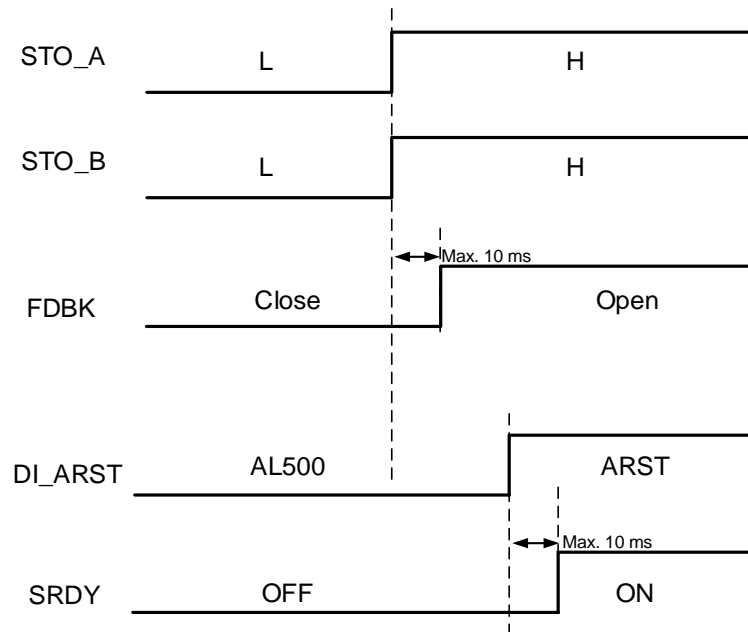 STO_A
L
H
STO_B
L
H
Max. 10 ms
FDBK
Close
Open
DI_ARST
AL500
ARST
Max. 10 ms
SRDY
OFF
ON